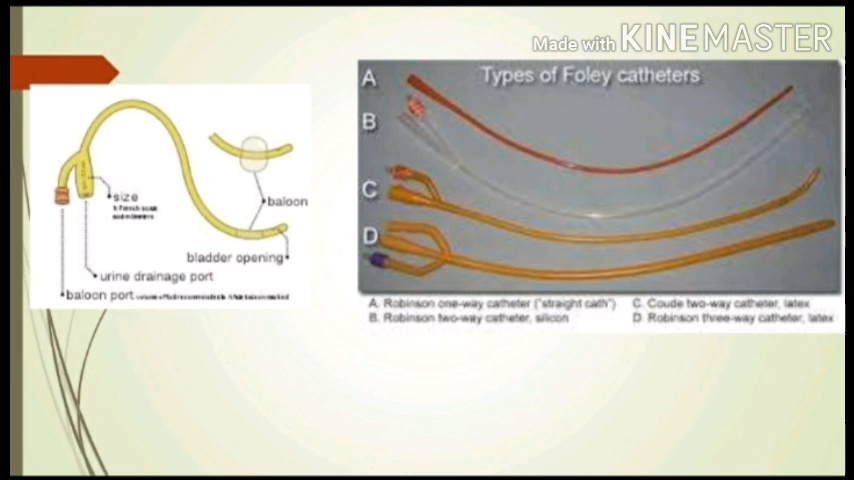 Made with KINEMASTER
size
baloon
bladder opening
urine drainage port
baloon port
Types of Foley catheters
A
B
C
D
A. Robinson one-way catheter ("straight cath")
B. Robinson two-way catheter, silicon
C. Coude two-way catheter, latex
D. Robinson three-way catheter, latex